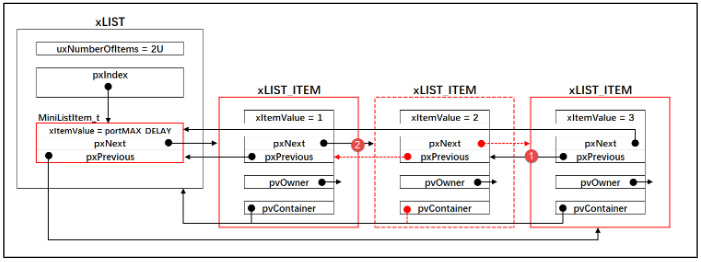 xLIST
uxNumberOfItems = 2U
pxIndex
MiniListItem_t
xItemValue = portMAX_DELAY
pxNext
pxPrevious
xLIST_ITEM
xItemValue = 1
pxNext
pxPrevious
pvOwner
pvContainer
2
xLIST_ITEM
xItemValue = 2
pxNext
pxPrevious
pvOwner
pvContainer
1
xLIST_ITEM
xItemValue = 3
pxNext
pxPrevious
pvOwner
pvContainer